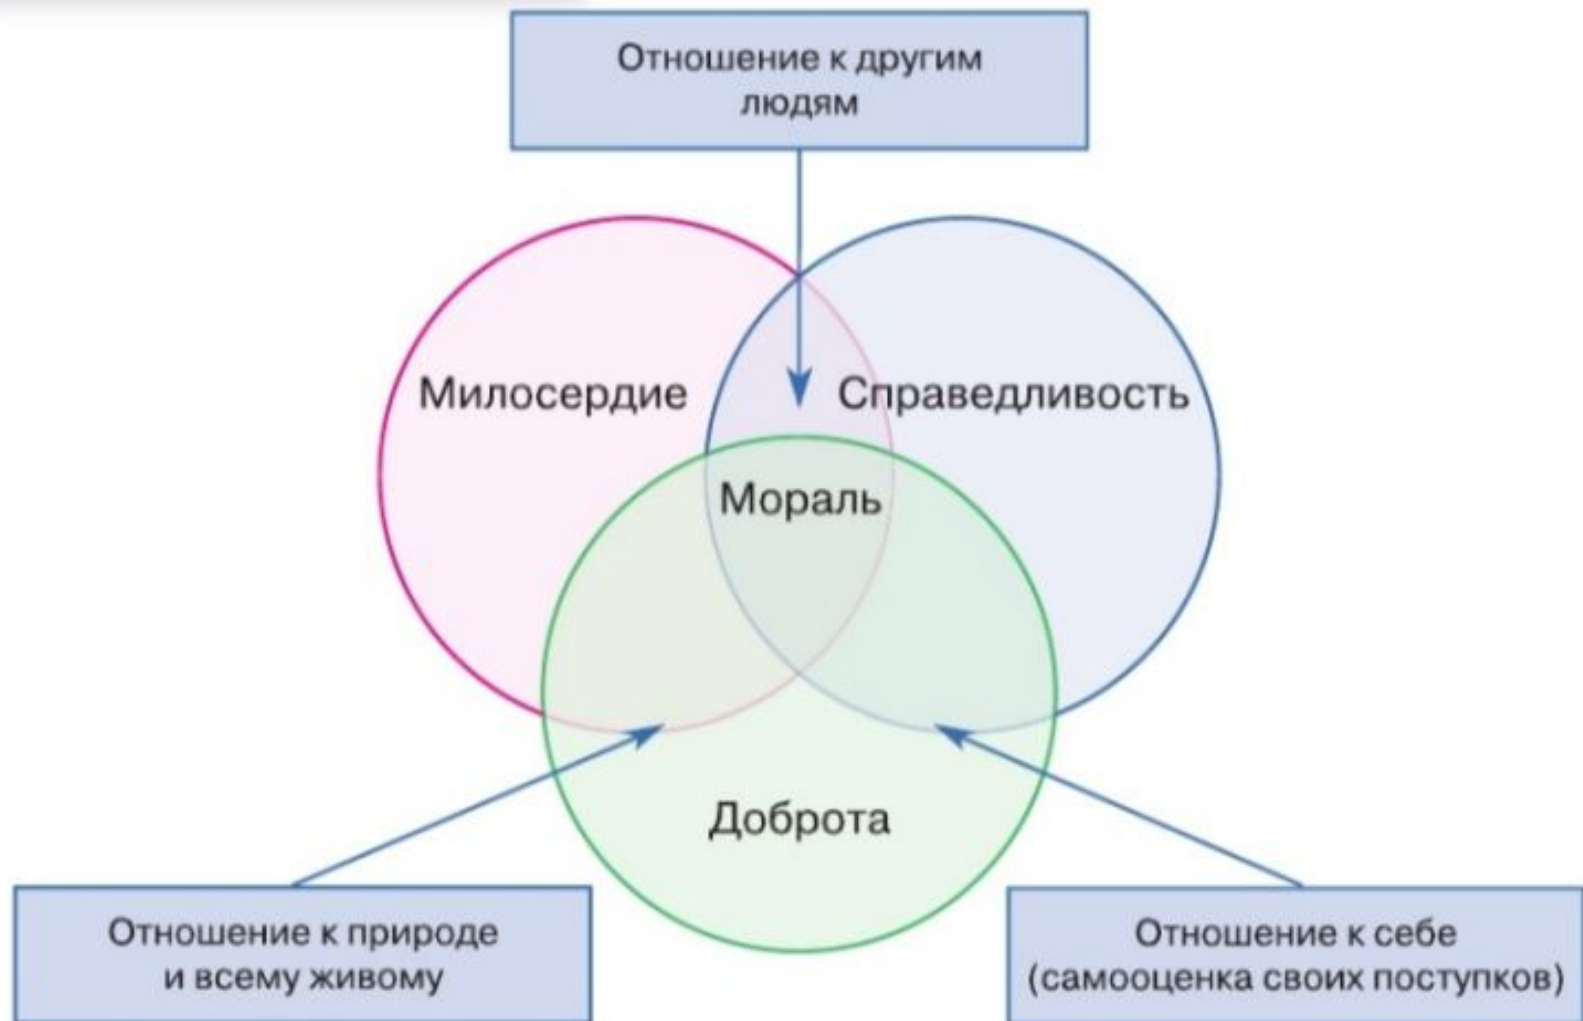 Отношение к другим
людям
Милосердие
Справедливость
Мораль
Доброта
Отношение к природе
и всему живому
Отношение к себе
(самооценка своих поступков)